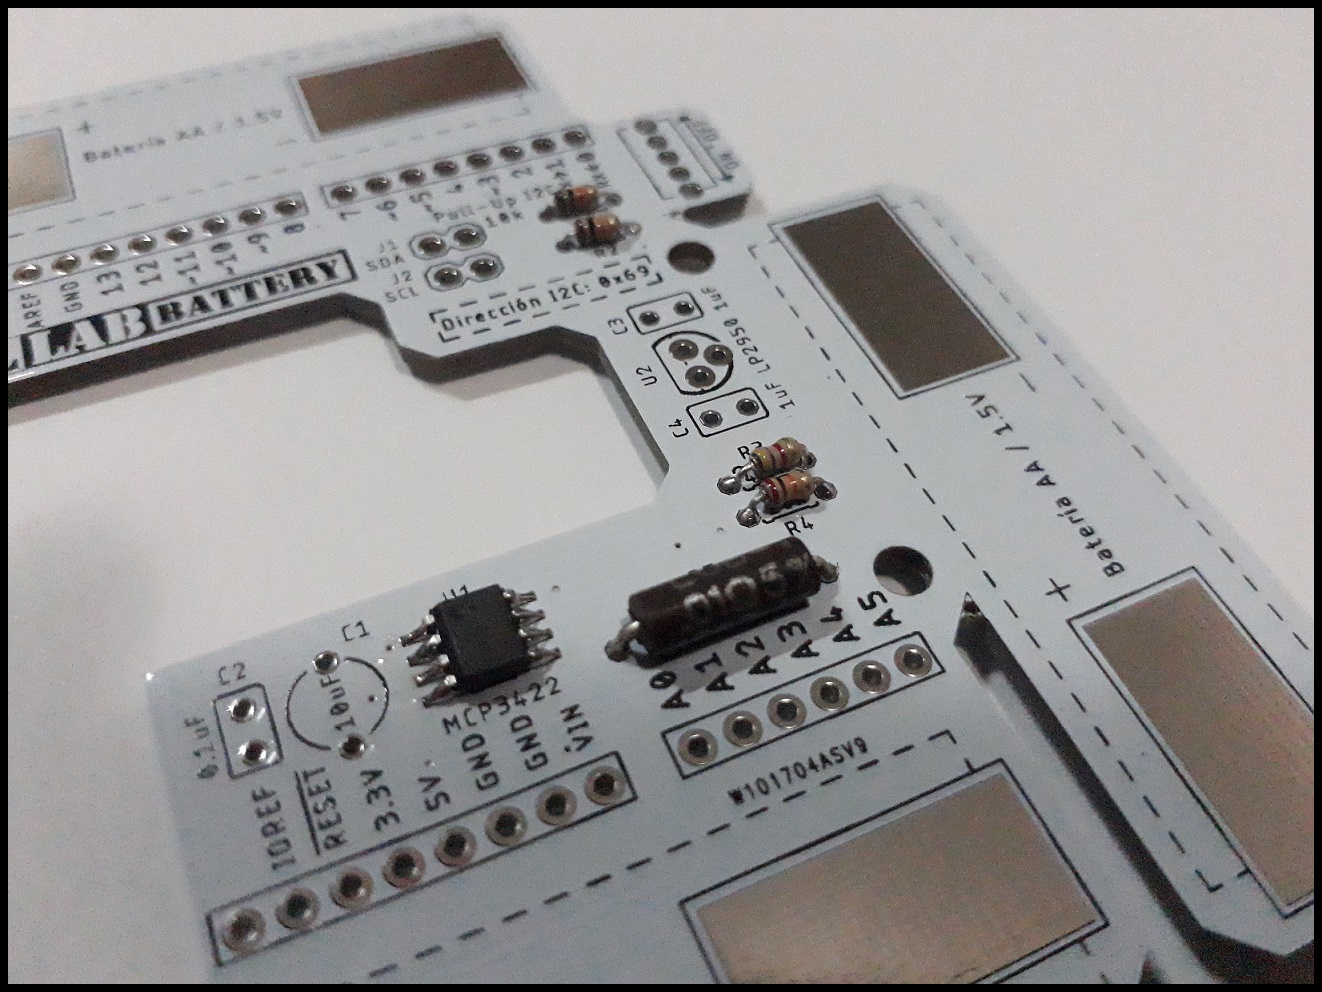 +
Batería AA / 1.5V
7
~6
~5
4
~3
2
Pull-Up I2C
10k
J1
SDA
J2
SCL
AREF
GND
13
12
~11
~10
~9
8
LAB BATTERY
Dirección I2C: 0x69
C3
1uF
U2
LP2950
C4
1uF
R4
Batería AA / 1.5V
+
A0
A1
A2
A3
A4
A5
W101704ASV9
C1
10uF
C2
0.1uF
MCP3422
IOREF
RESET
3.3V
5V
GND
GND
VIN